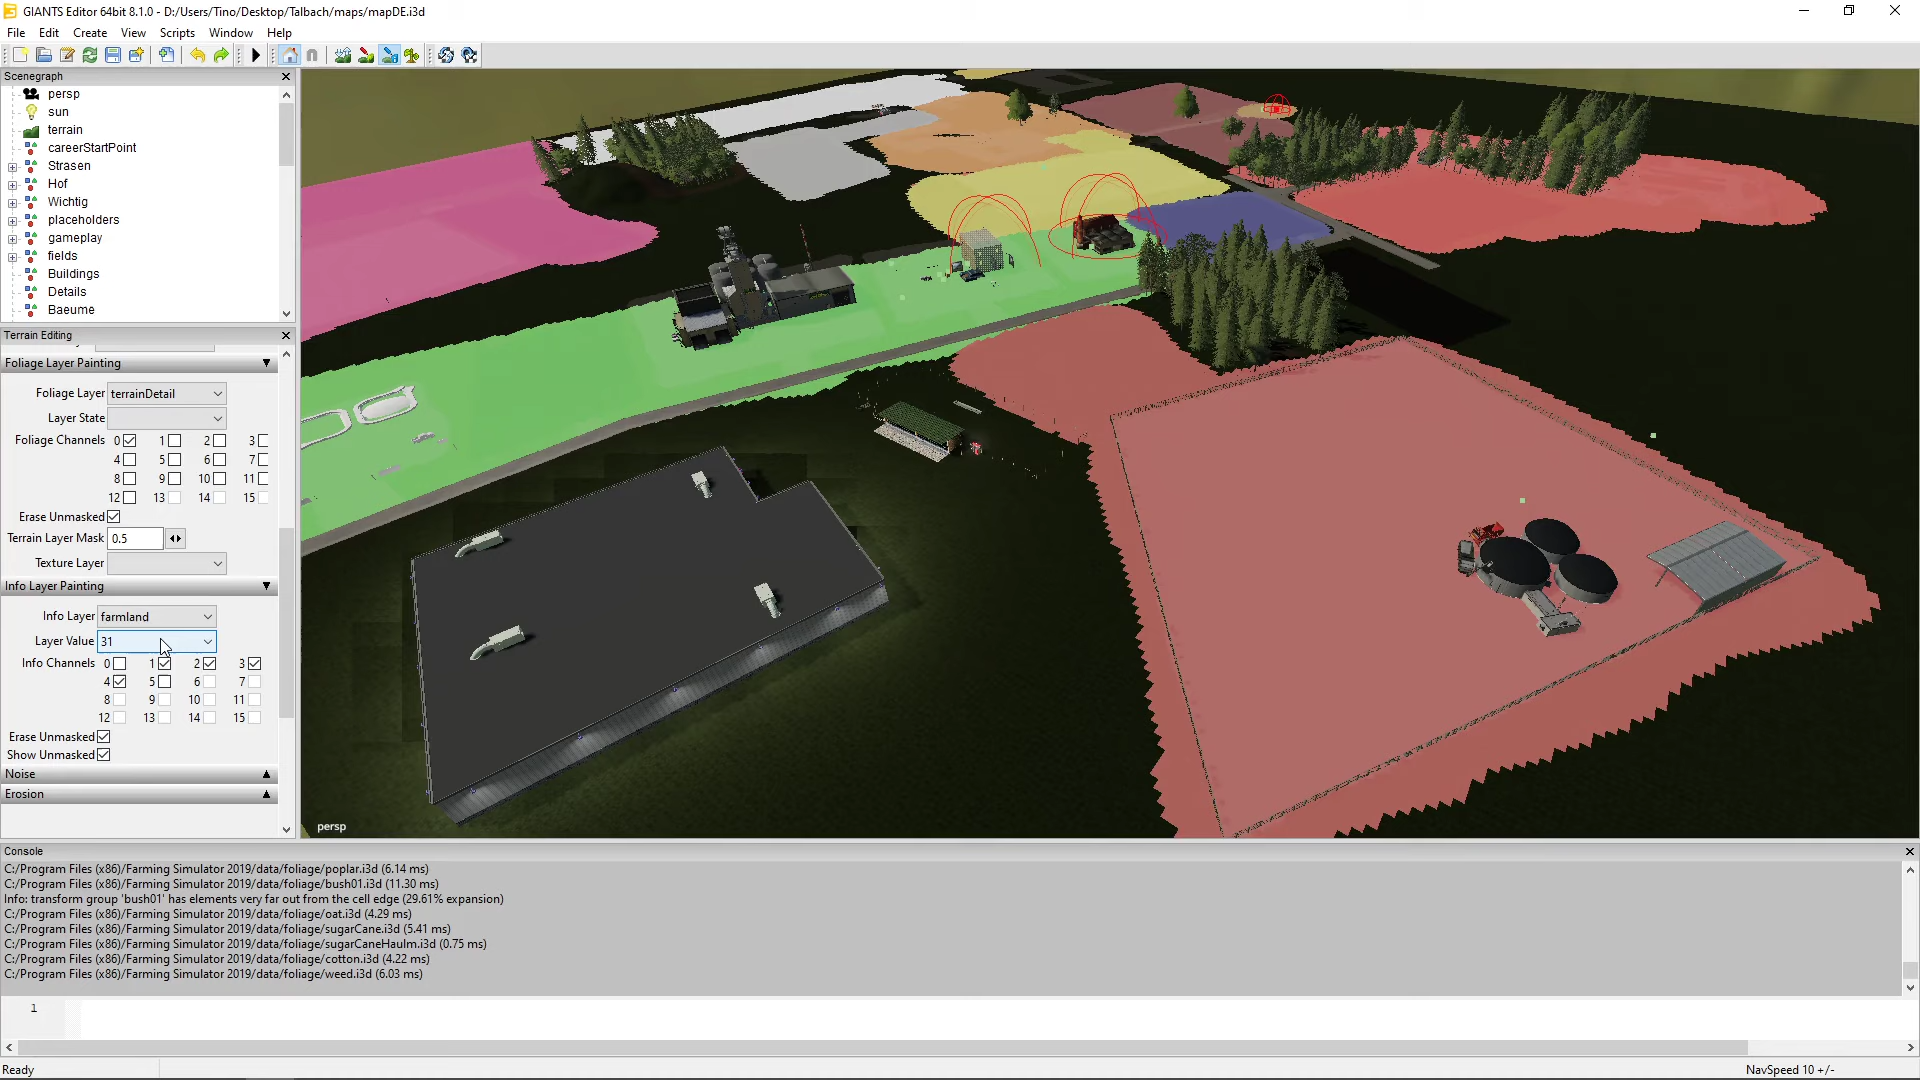 GIANTS Editor 64bit 8.1.0 - D:/Users/Tino/Desktop/Talbach/maps/mapDE.i3d
File Edit Create View Scripts Window Help
Scenegraph
persp
sun
terrain
careerStartPoint
Strasen
Hof
Wichtig
placeholders
gameplay
fields
Buildings
Details
Baeume
Terrain Editing
Foliage Layer Painting
Foliage Layer terrainDetail
Layer State
Foliage Channels 0 1 2 3
4 5 6 7
8 9 10 11
12 13 14 15
Erase Unmasked
Terrain Layer Mask 0.5
Texture Layer
Info Layer Painting
Info Layer farmland
Layer Value 31
Info Channels 0 1 2 3
4 5 6 7
8 9 10 11
12 13 14 15
Erase Unmasked
Show Unmasked
Noise
Erosion
persp
Console
C:/Program Files (x86)/Farming Simulator 2019/data/foliage/poplar.i3d (6.14 ms)
C:/Program Files (x86)/Farming Simulator 2019/data/foliage/bush01.i3d (11.30 ms)
Info: transform group 'bush01' has elements very far out from the cell edge (29.61% expansion)
C:/Program Files (x86)/Farming Simulator 2019/data/foliage/oat.i3d (4.29 ms)
C:/Program Files (x86)/Farming Simulator 2019/data/foliage/sugarCane.i3d (5.41 ms)
C:/Program Files (x86)/Farming Simulator 2019/data/foliage/sugarCaneHaulm.i3d (0.75 ms)
C:/Program Files (x86)/Farming Simulator 2019/data/foliage/cotton.i3d (4.22 ms)
C:/Program Files (x86)/Farming Simulator 2019/data/foliage/weed.i3d (6.03 ms)
1
Ready
NavSpeed 10 +/-